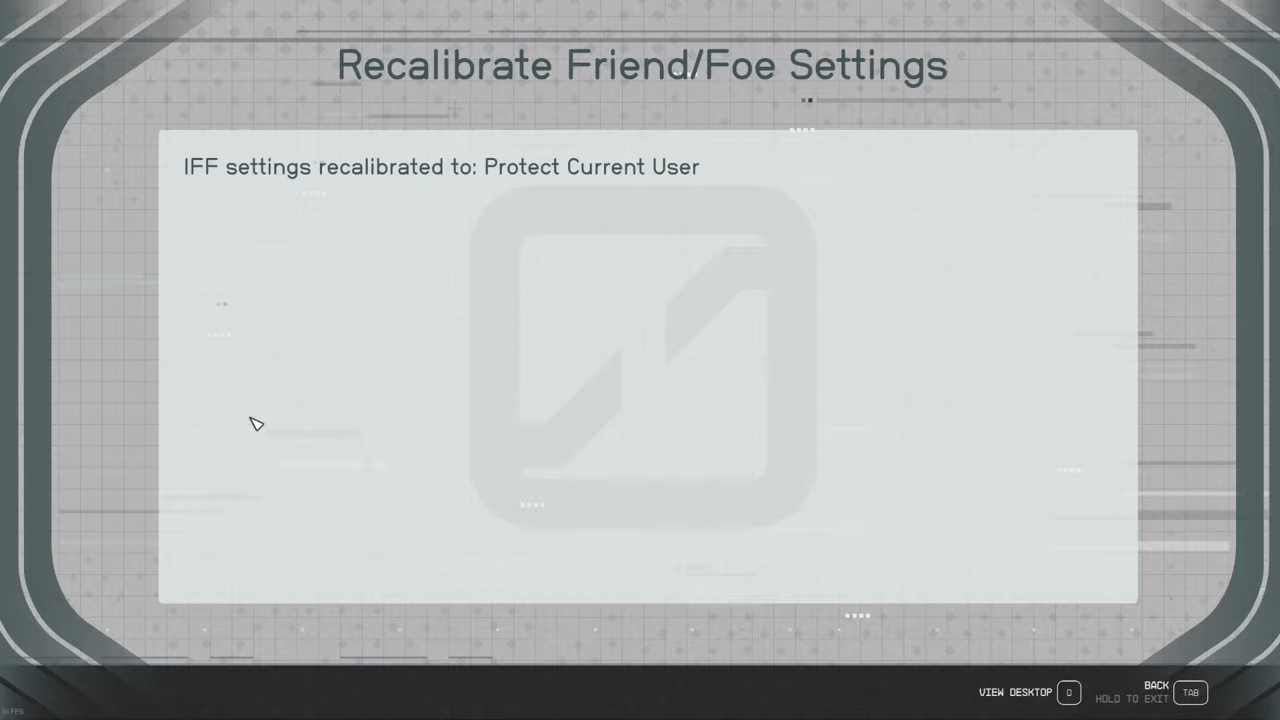 Recalibrate Friend/Foe Settings
IFF settings recalibrated to: Protect Current User
VIEW DESKTOP Q
BACK
HOLD TO EXIT TAB